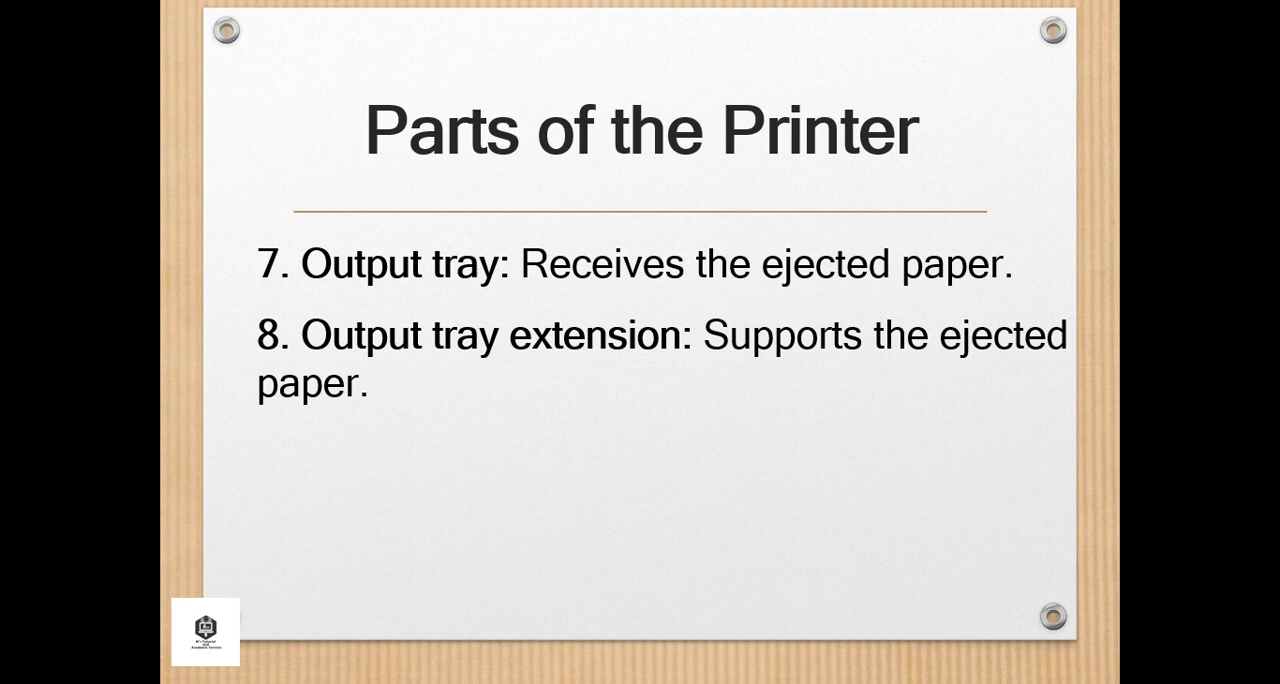 Parts of the Printer
7. Output tray: Receives the ejected paper.
8. Output tray extension: Supports the ejected
paper.